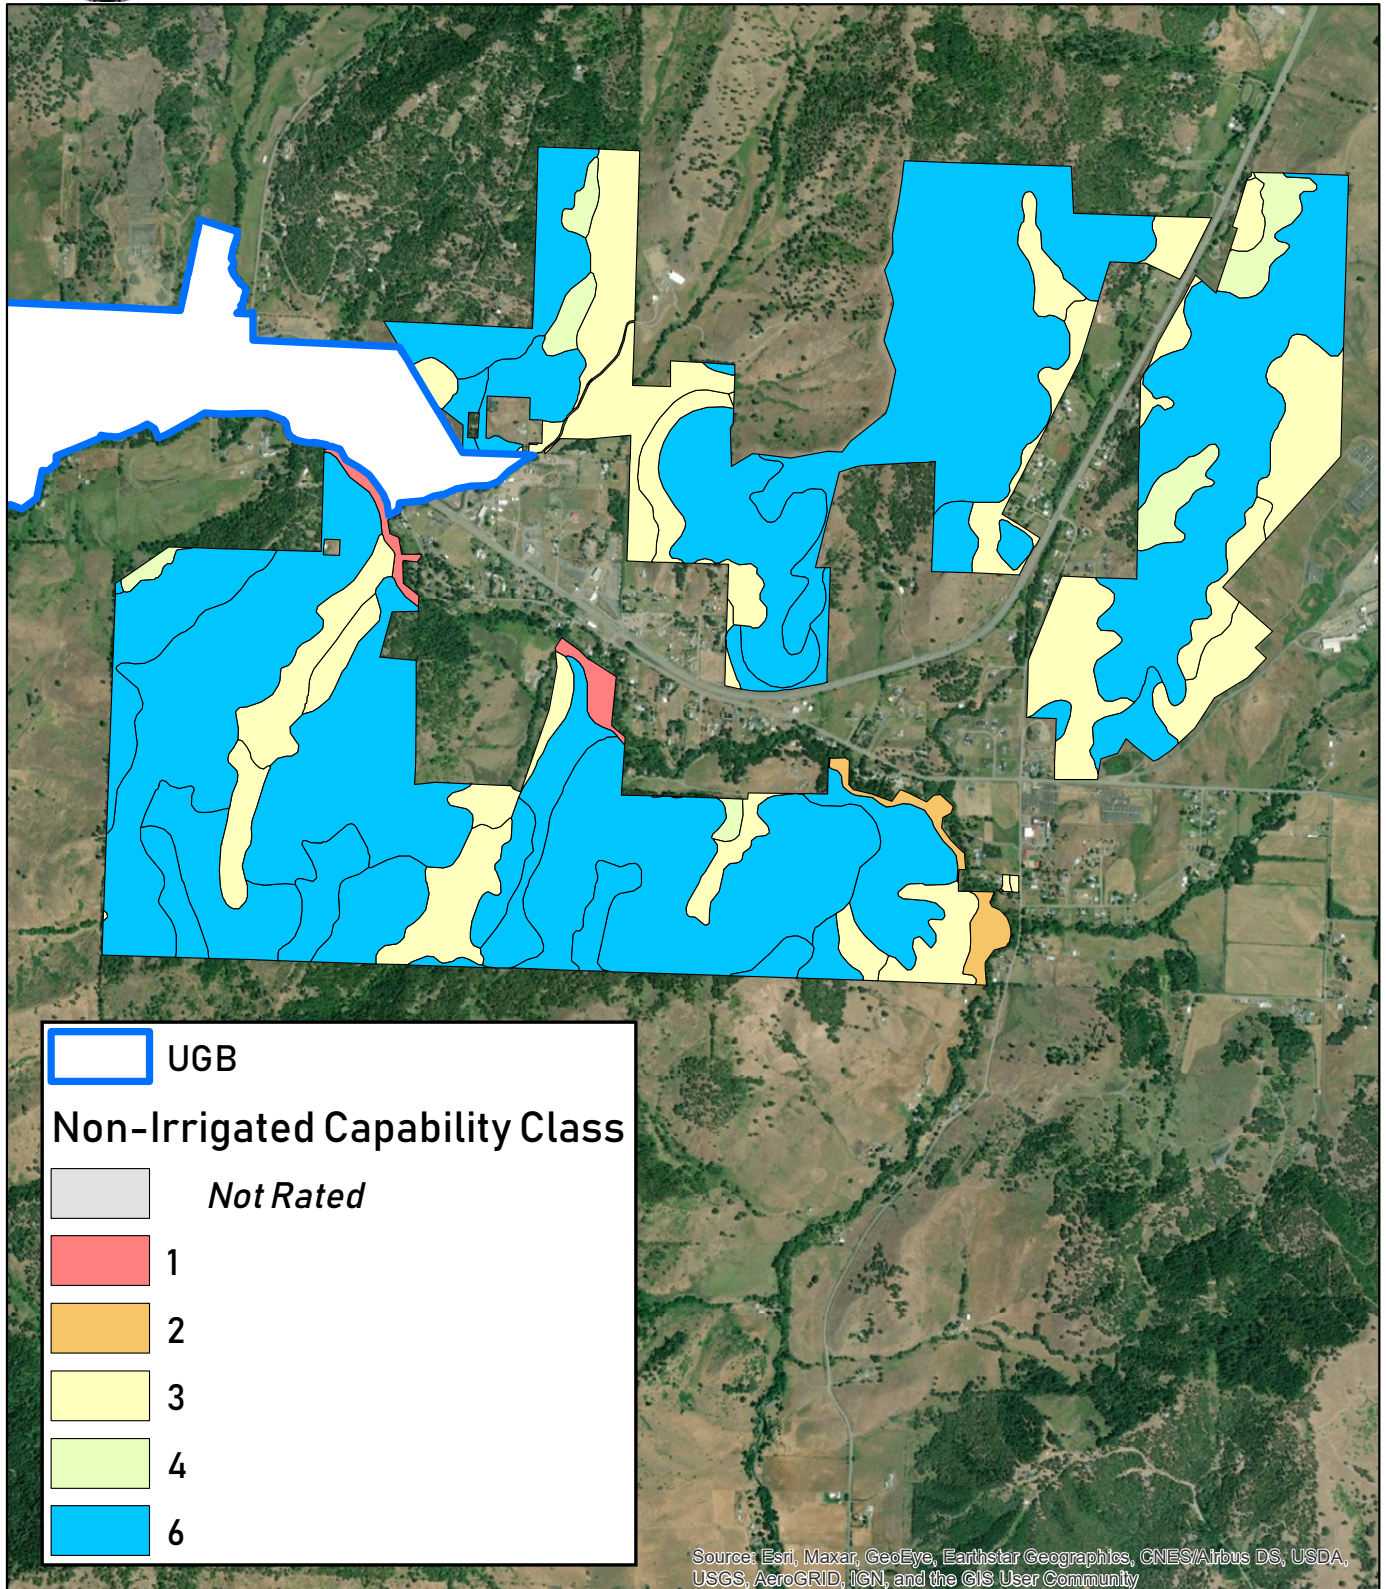 UGB
Non-Irrigated Capability Class
Not Rated
1
2
3
4
6
Source: Esri, Maxar, GeoEye, Earthstar Geographics, CNES/Airbus DS, USDA,
USGS, AeroGRID, IGN, and the GIS User Community